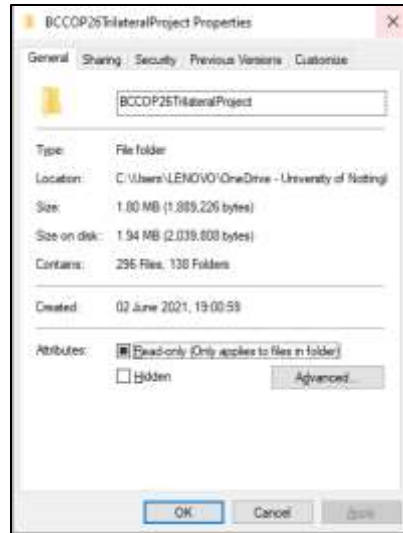 BCCOP26TrilateralProject Properties
General Sharing Security Previous Versions Customise
BCCOP26TrilateralProject
Type: File folder
Location: C:\Users\LENOVO\OneDrive - University of Notting
Size: 1.80 MB (1,889,226 bytes)
Size on disk: 1.94 MB (2,039,808 bytes)
Contains: 296 Files, 138 Folders
Created: 02 June 2021, 19:00:59
Attributes: Read-only (Only applies to files in folder)
Hidden Advanced...
OK Cancel Apply